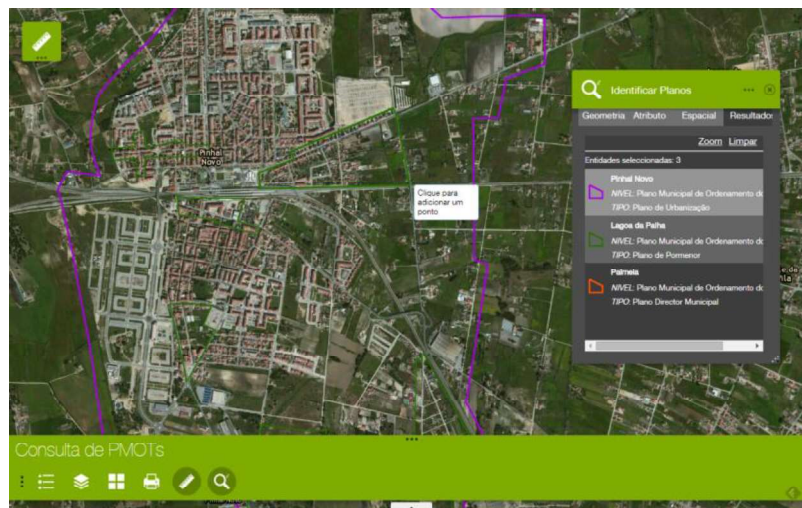 Identificar Planos
Geometria Atributo Espacial Resultados
Zoom Limpar
Entidades seleccionadas: 3
Pinhal Novo
NIVEL: Plano Municipal de Ordenamento do
TIPO: Plano de Urbanização
Lagoa da Palha
NIVEL: Plano Municipal de Ordenamento do
TIPO: Plano de Pormenor
Palmela
NIVEL: Plano Municipal de Ordenamento do
TIPO: Plano Director Municipal
Pinhal
Novo
Clique para
adicionar um
ponto
Consulta de PMOTs